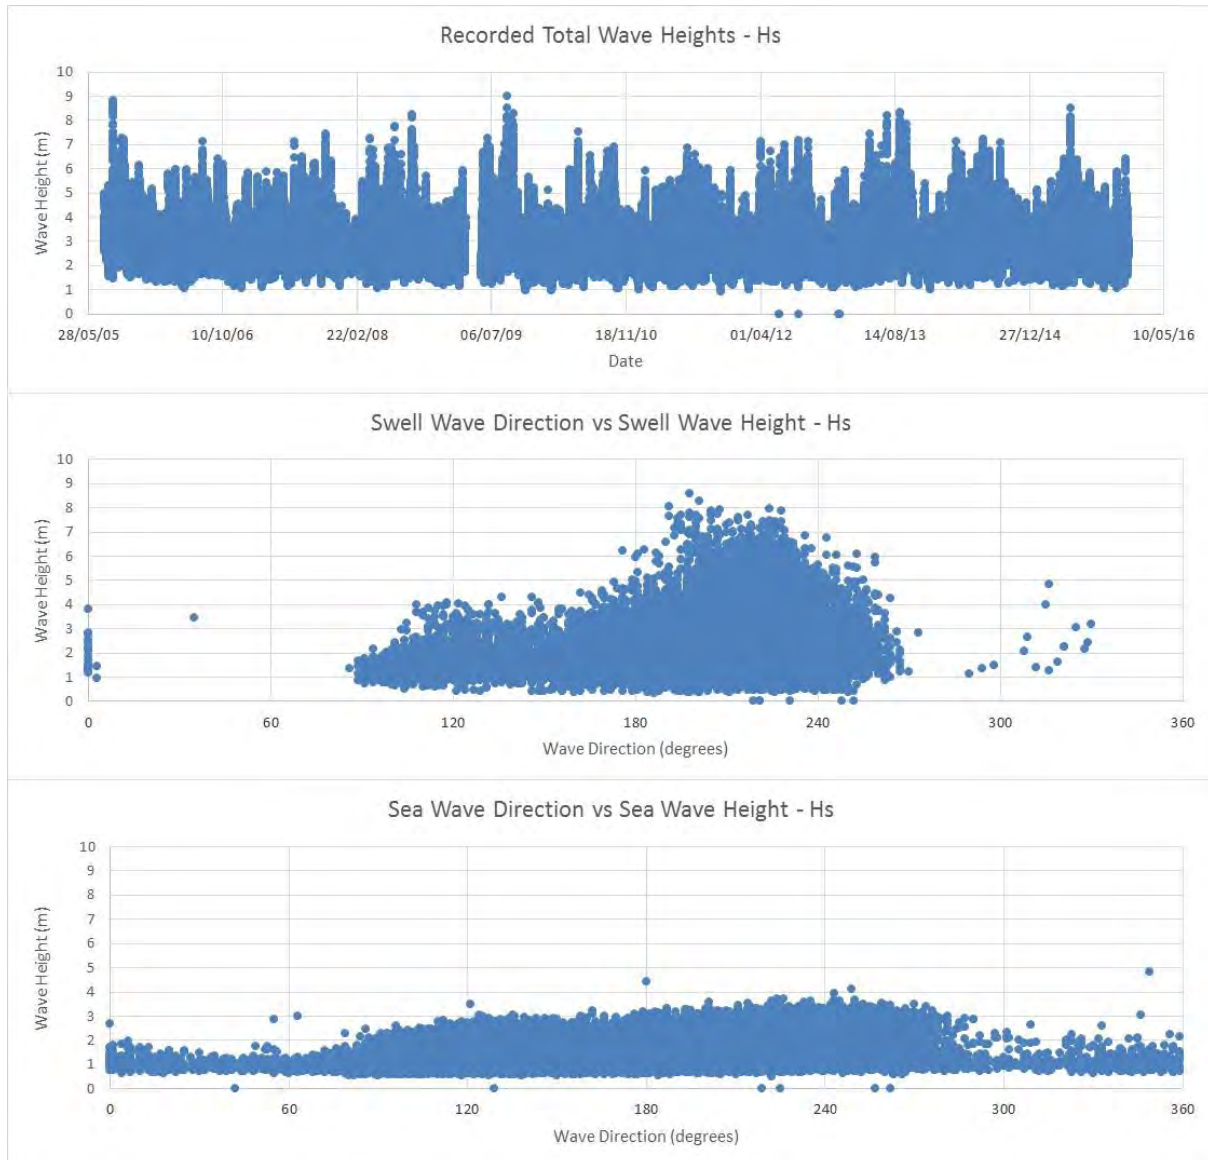 Recorded Total Wave Heights - Hs
Wave Height (m)
10
9
8
7
6
5
4
3
2
1
0
28/05/05 10/10/06 22/02/08 06/07/09 18/11/10 01/04/12 14/08/13 27/12/14 10/05/16
Date
Swell Wave Direction vs Swell Wave Height - Hs
Wave Height (m)
10
9
8
7
6
5
4
3
2
1
0
0 60 120 180 240 300 360
Wave Direction (degrees)
Sea Wave Direction vs Sea Wave Height - Hs
Wave Height (m)
10
9
8
7
6
5
4
3
2
1
0
0 60 120 180 240 300 360
Wave Direction (degrees)